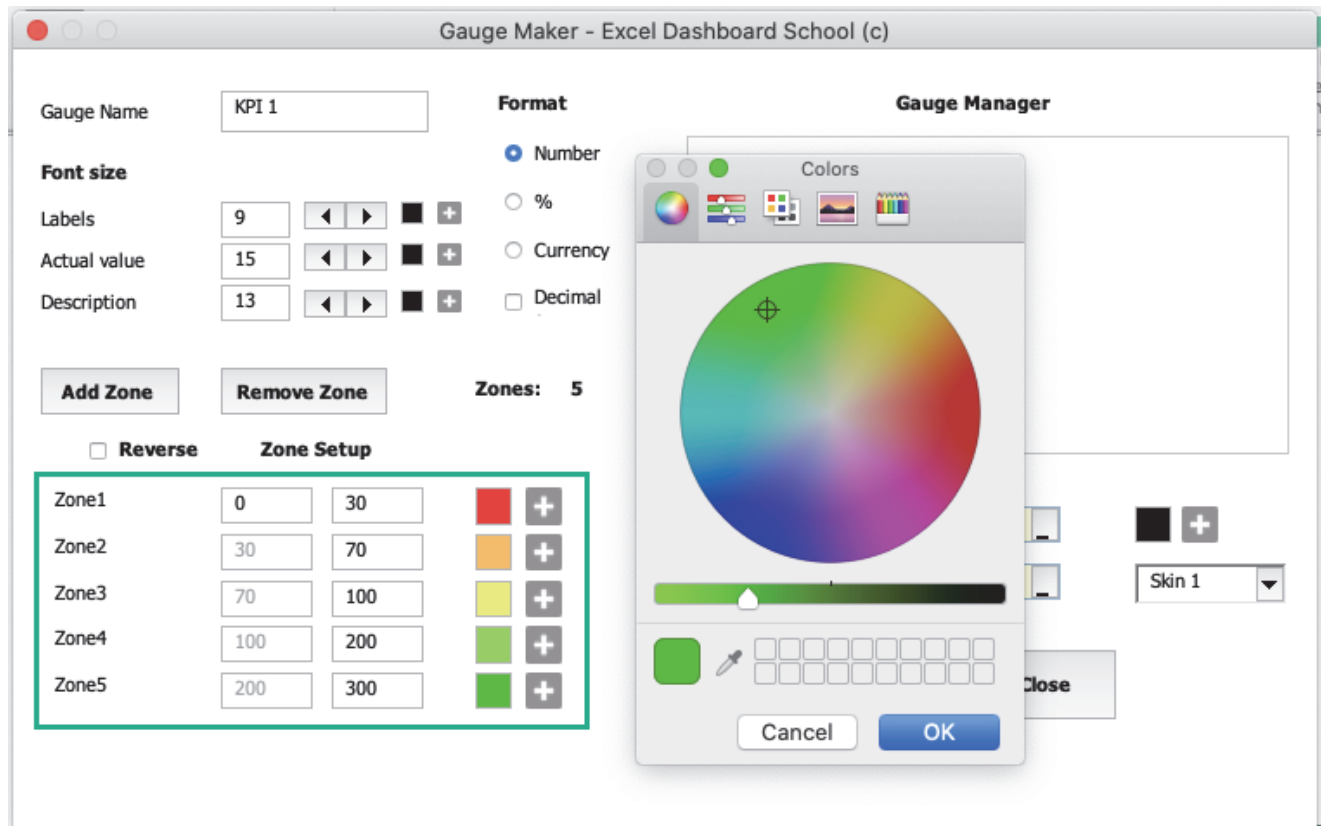 Gauge Maker - Excel Dashboard School (c)
Gauge Name
KPI 1
Format
Gauge Manager
Number
Font size
Labels
9
%
Actual value
15
Currency
Description
13
Decimal
Add Zone
Remove Zone
Zones: 5
Reverse
Zone Setup
Zone1 0 30
Zone2 30 70
Zone3 70 100
Zone4 100 200
Zone5 200 300
Colors
Cancel
OK
Skin 1
Close